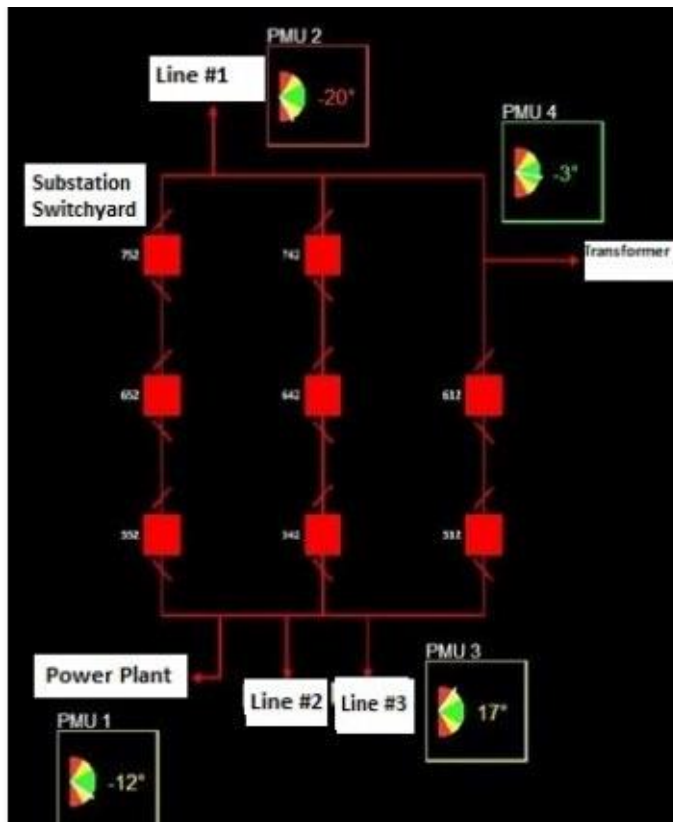 PMU 2
Line #1
-20°
PMU 4
-3°
Substation
Switchyard
752
742
Transformer
652
642
612
352
342
312
Power Plant
Line #2
Line #3
PMU 3
17°
PMU 1
-12°